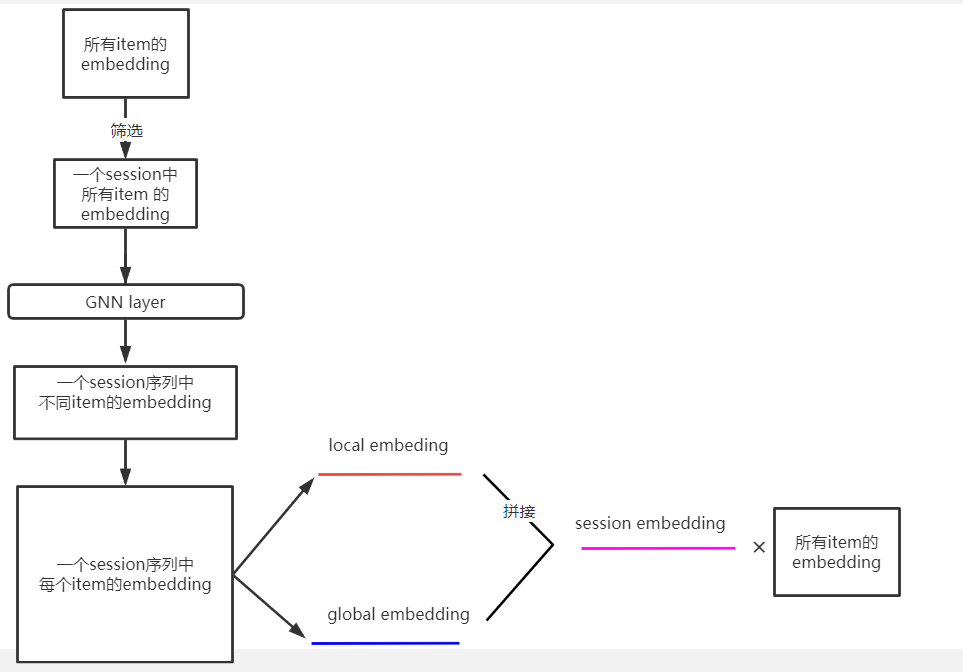 所有item的
embedding
筛选
一个session中
所有item 的
embedding
GNN layer
一个session序列中
不同item的embedding
一个session序列中
每个item的embedding
local embeding
global embedding
拼接
session embedding
×
所有item的
embedding